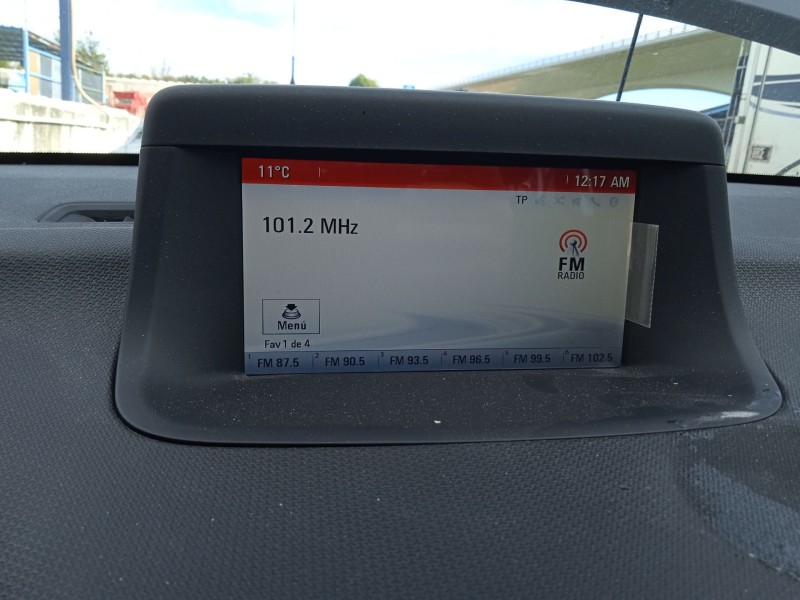 11°C
12:17 AM
TP
101.2 MHz
FM
RADIO
Menú
Fav 1 de 4
1 FM 87.5 2 FM 90.5 3 FM 93.5 4 FM 96.5 5 FM 99.5 6 FM 102.5